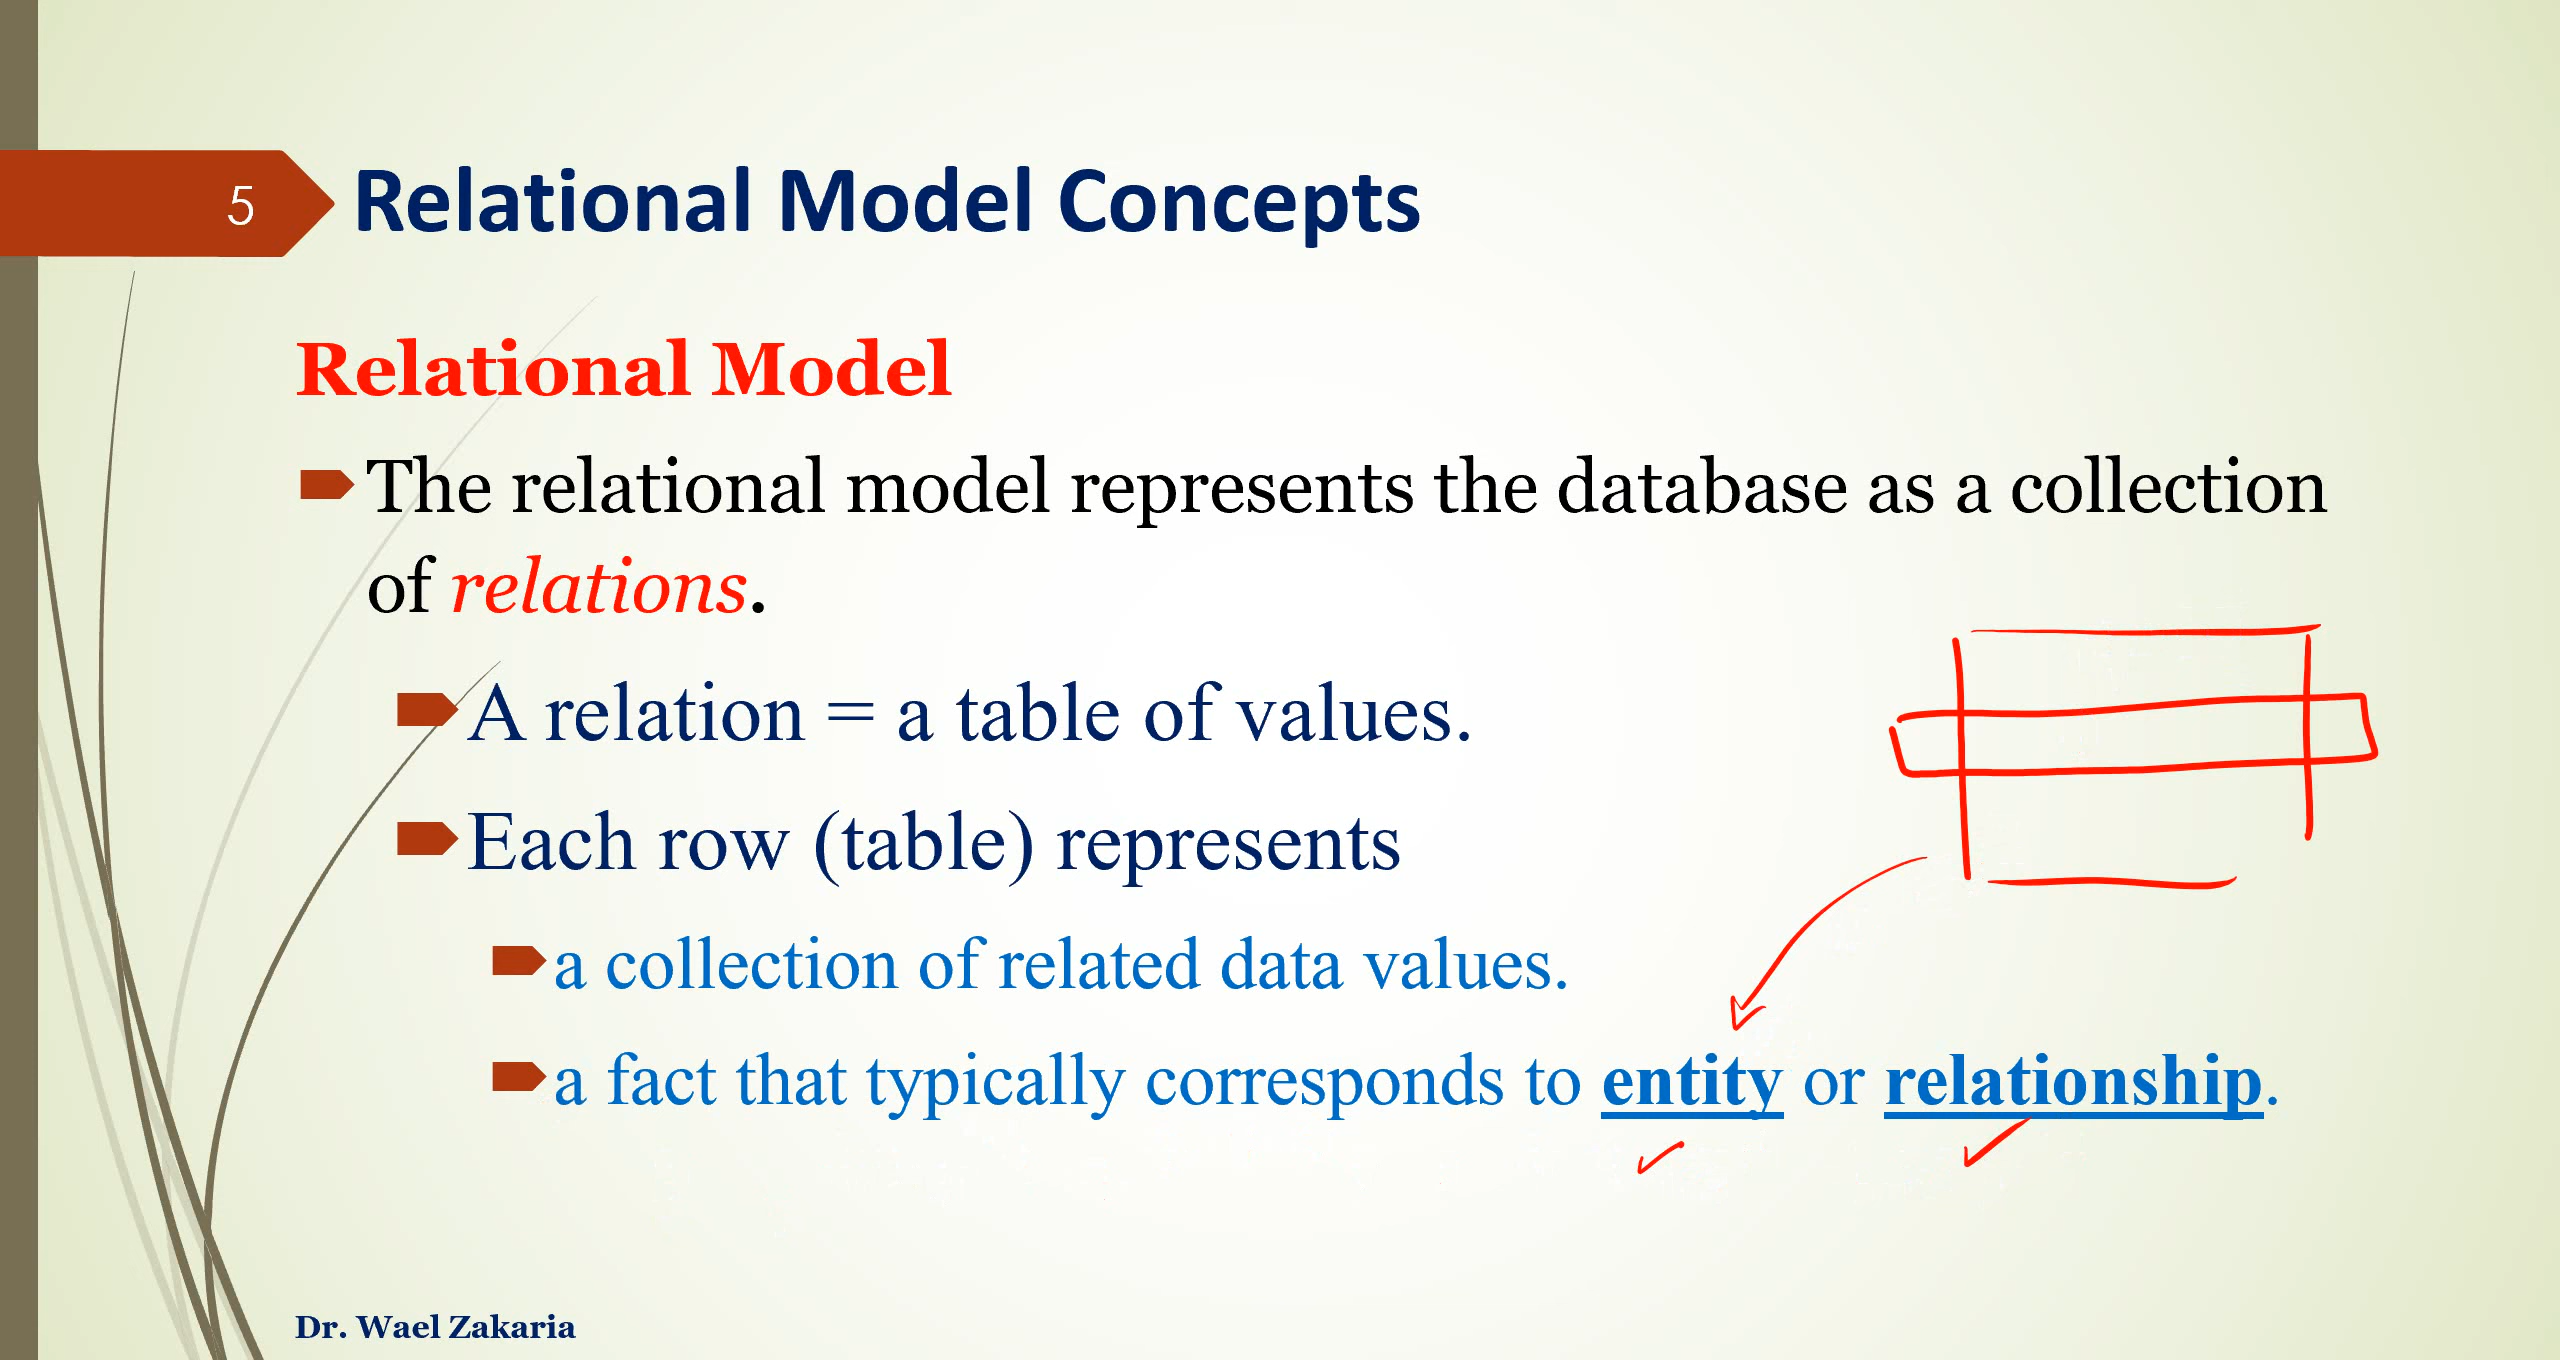 5
Relational Model Concepts
Relational Model
The relational model represents the database as a collection
of relations.
A relation = a table of values.
Each row (table) represents
a collection of related data values.
a fact that typically corresponds to entity or relationship.
Dr. Wael Zakaria